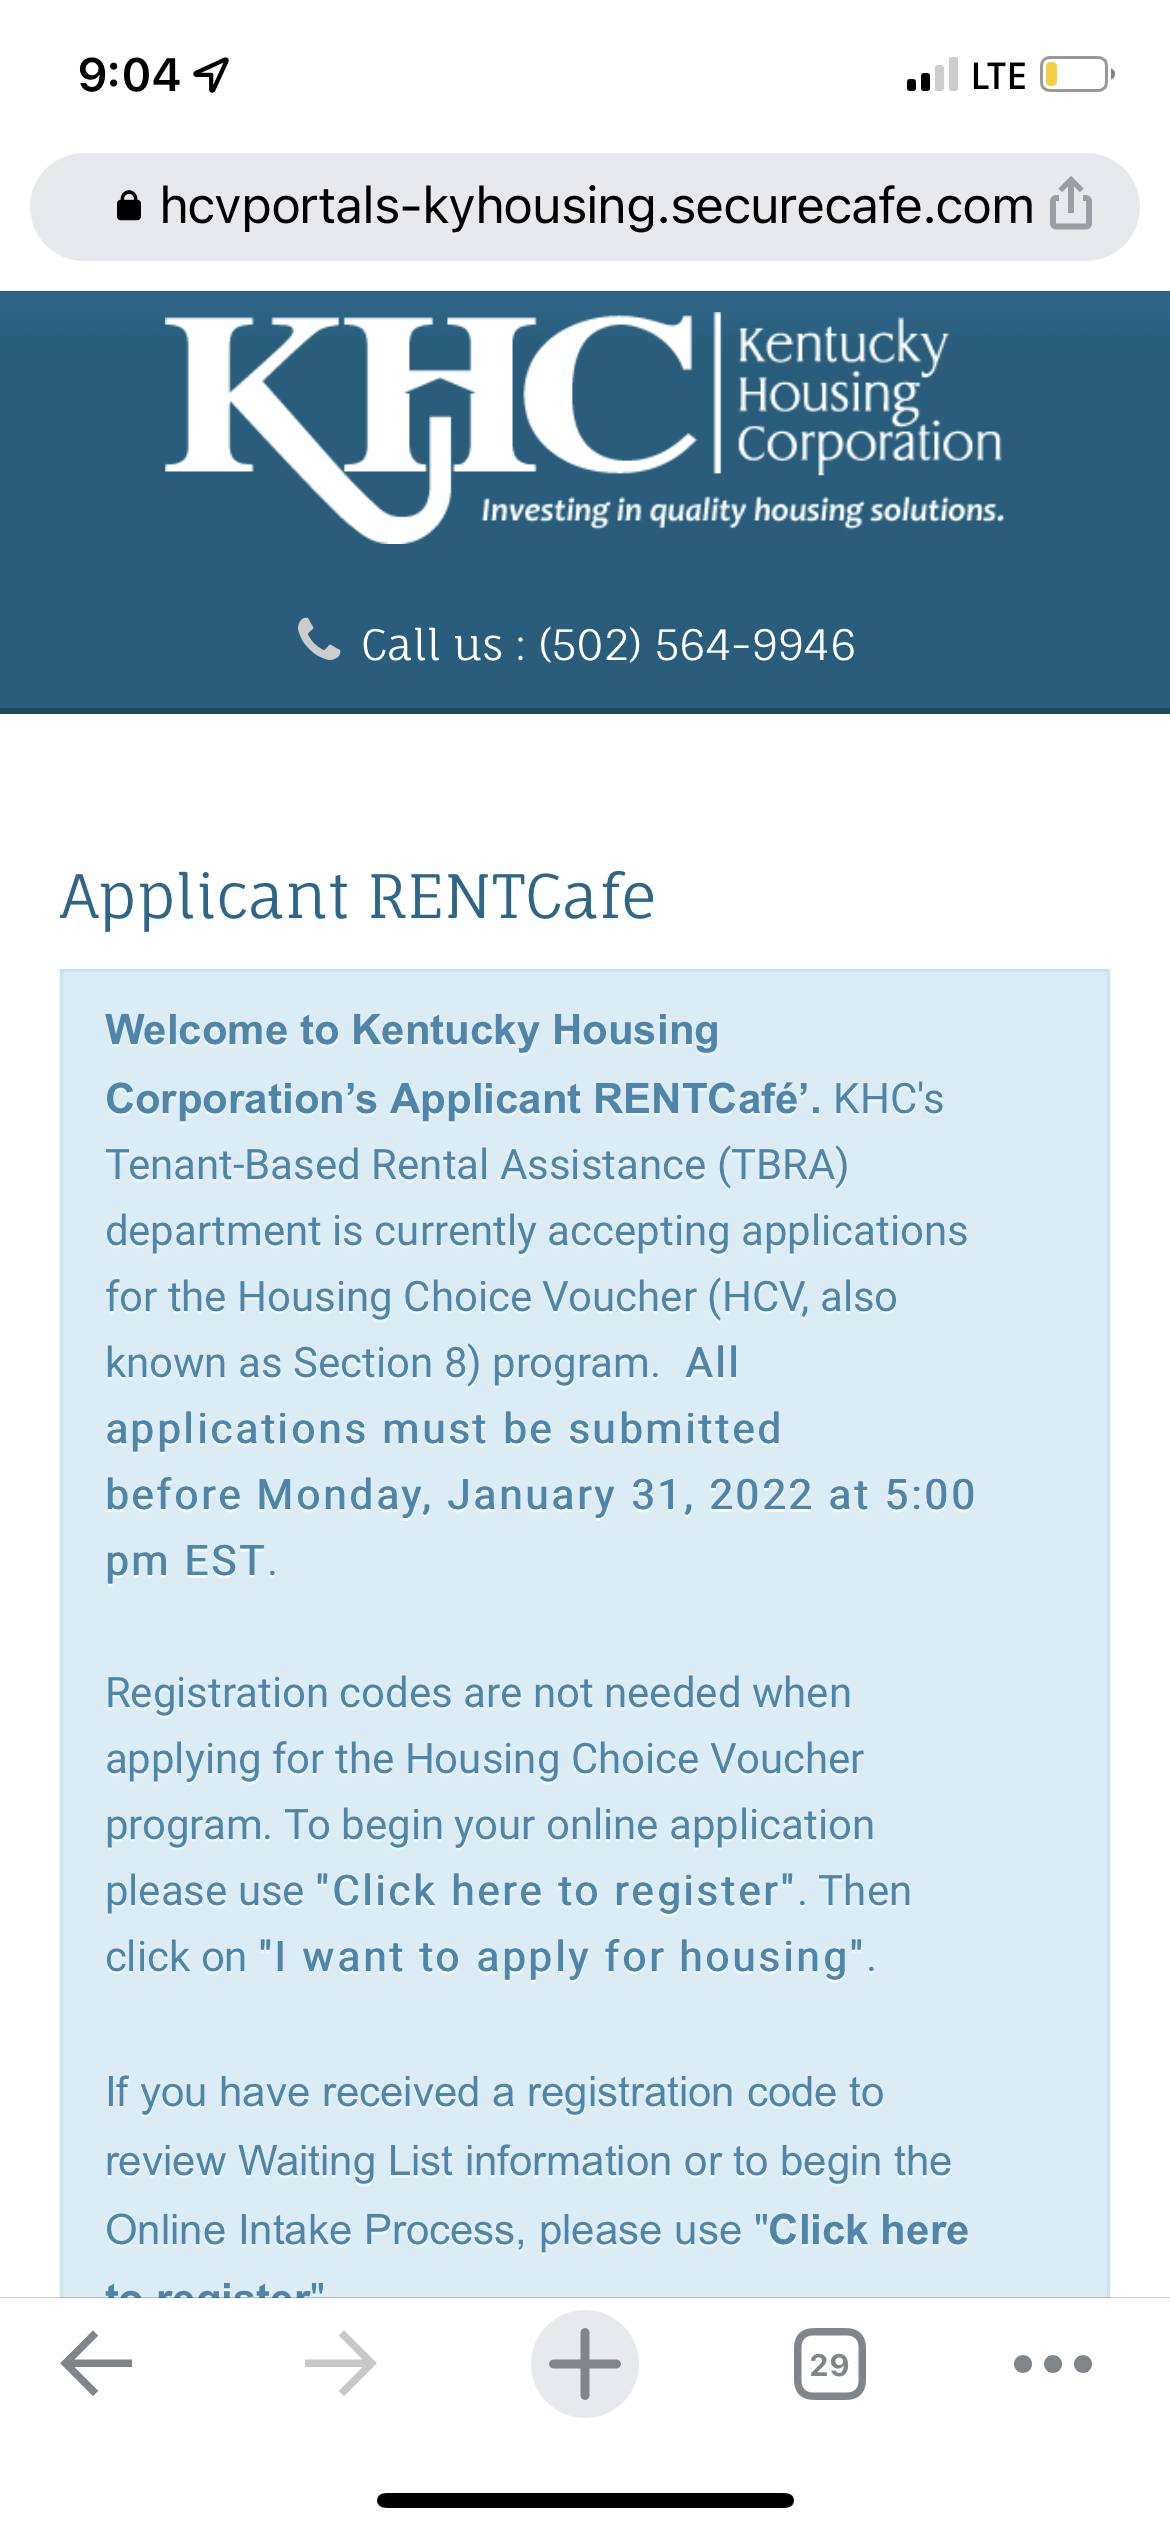 9:04
LTE
hcvportals-kyhousing.securecafe.com
KHC
Kentucky
Housing
Corporation
Investing in quality housing solutions.
Call us : (502) 564-9946
Applicant RENTCafe
Welcome to Kentucky Housing
Corporation’s Applicant RENTCafé’. KHC's
Tenant-Based Rental Assistance (TBRA)
department is currently accepting applications
for the Housing Choice Voucher (HCV, also
known as Section 8) program. All
applications must be submitted
before Monday, January 31, 2022 at 5:00
pm EST.
Registration codes are not needed when
applying for the Housing Choice Voucher
program. To begin your online application
please use "Click here to register". Then
click on "I want to apply for housing".
If you have received a registration code to
review Waiting List information or to begin the
Online Intake Process, please use "Click here
to register"
29